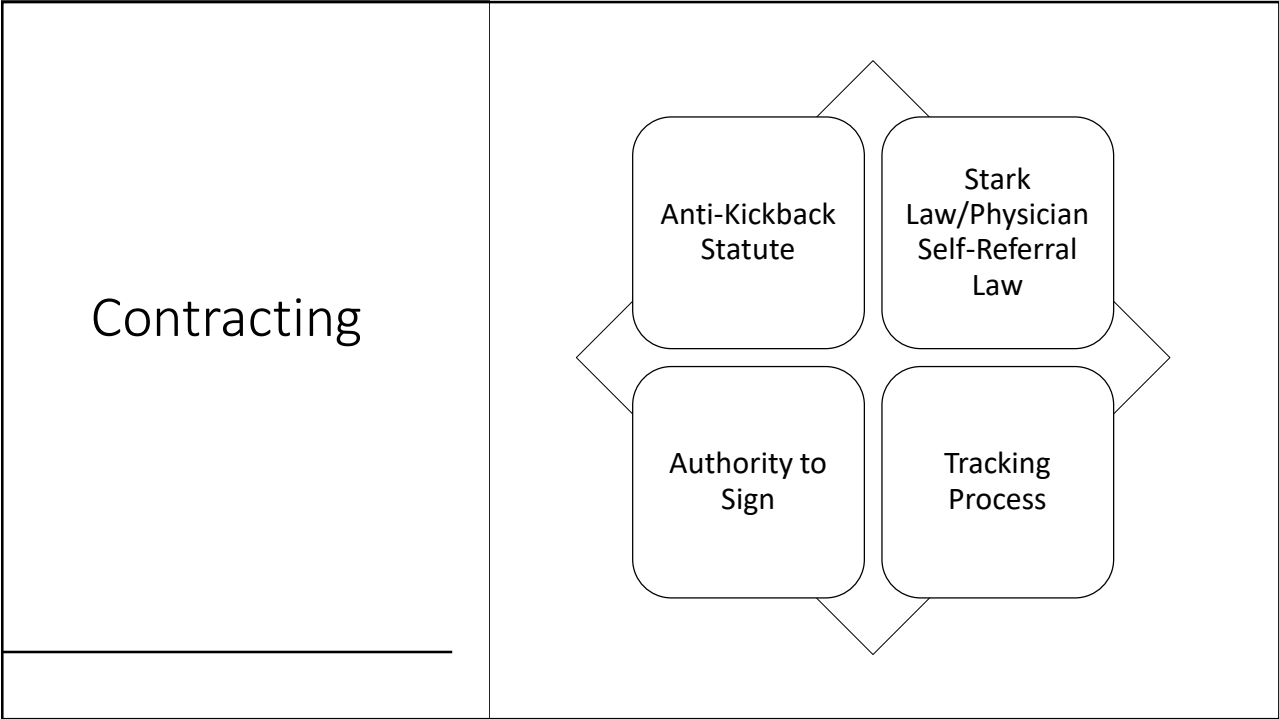 Contracting
Anti-Kickback
Statute
Stark
Law/Physician
Self-Referral
Law
Authority to
Sign
Tracking
Process